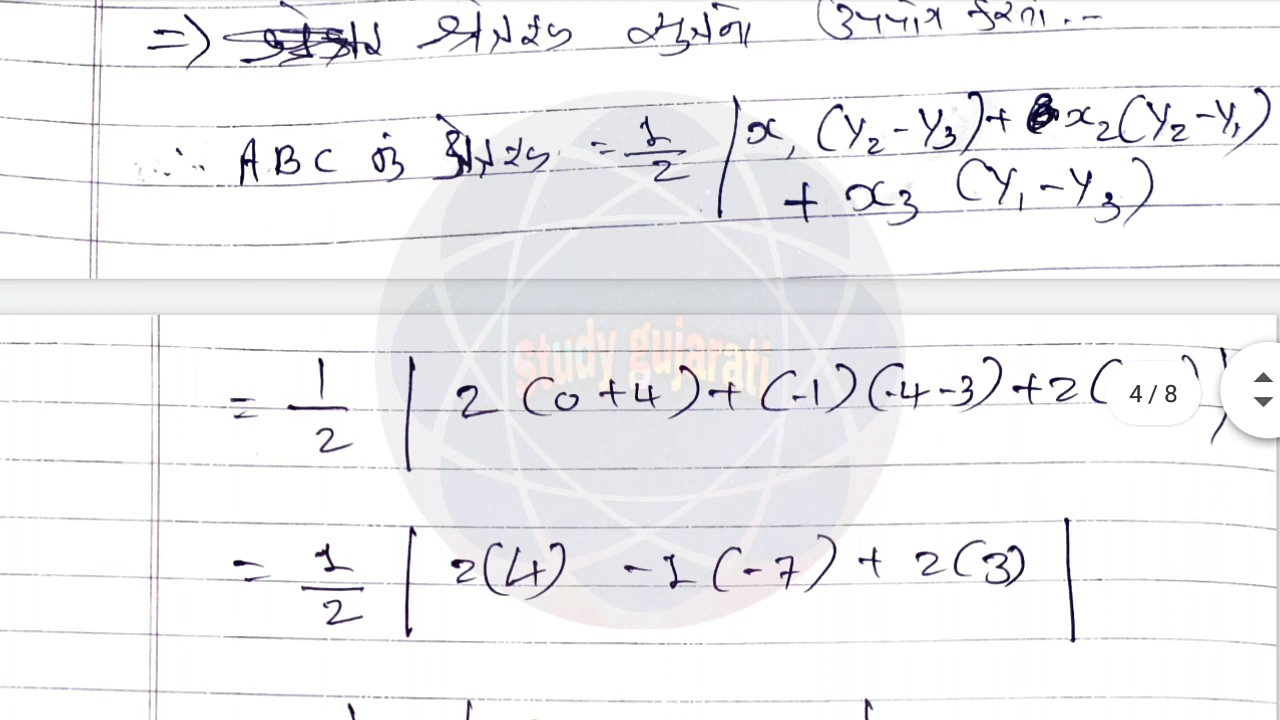 => ક્ષેત્રફળ સૂત્રનો ઉપયોગ કરતાં.--
∴ ABC નું ક્ષેત્રફળ = 1/2 | x₁ (Y₂ - Y₃) + x₂ (Y₂ - Y₁)
+ x₃ (Y₁ - Y₃)
study gujarati
= 1/2 | 2 (0 + 4) + (-1) (-4 - 3) + 2 ( ) |
4 / 8
= 1/2 | 2(4) - 1 (-7) + 2 (3) |